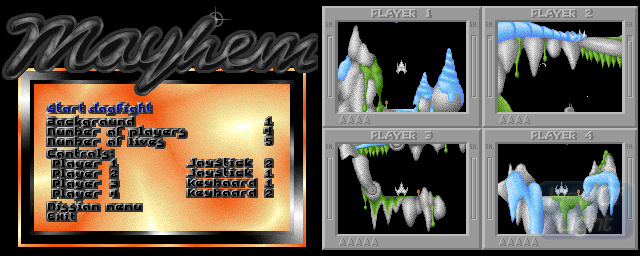 Mayhem
Start dogfight
Background 1
Number of players 4
Number of lives 5
Controls:
Player 1 Joystick 2
Player 2 Joystick 1
Player 3 Keyboard 1
Player 4 Keyboard 2
Mission menu
Exit
PLAYER 1
PLAYER 2
PLAYER 3
PLAYER 4